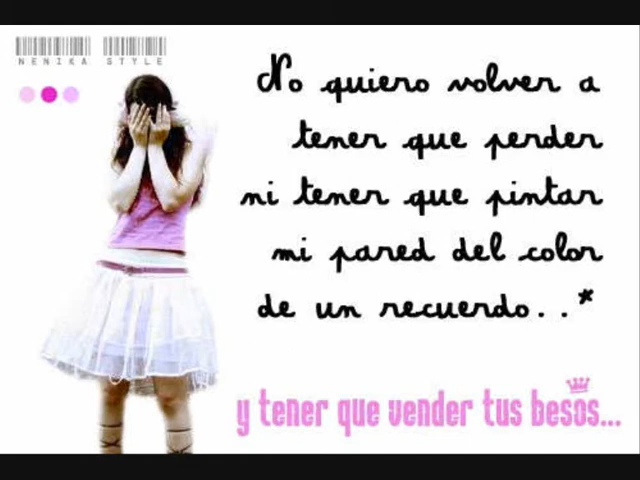 NENIKA STYLE
No quiero volver a
tener que perder
ni tener que pintar
mi pared del color
de un recuerdo..*
y tener que vender tus besos...